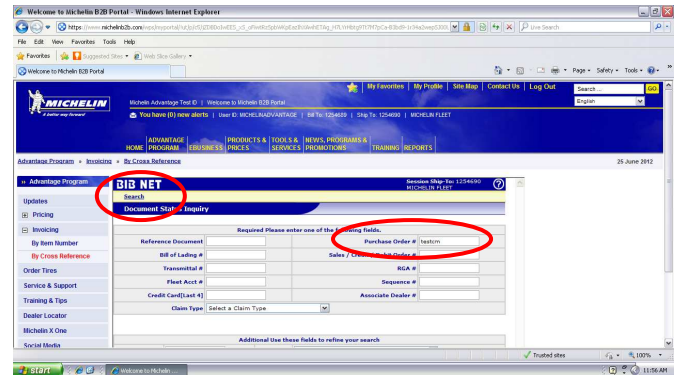 Welcome to Michelin B2B Portal - Windows Internet Explorer
File Edit View Favorites Tools Help
Live Search
Favorites Suggested Sites Web Slice Gallery
Welcome to Michelin B2B Portal
Page Safety Tools
My Favorites | My Profile | Site Map | Contact Us | Log Out
Search...
GO
English
MICHELIN
A better way forward
Michelin Advantage Test ID | Welcome to Michelin B2B Portal
You have (0) new alerts | User ID: MICHELINADVANTAGE | Bill To: 1254689 | Ship To: 1254690 | MICHELIN FLEET
HOME ADVANTAGE PROGRAM EBUSINESS PRODUCTS & PRICES TOOLS & SERVICES NEWS, PROGRAMS & PROMOTIONS TRAINING REPORTS
Advantage Program » Invoicing » By Cross Reference
25 June 2012
» Advantage Program
Updates
Pricing
Invoicing
By Item Number
By Cross Reference
Order Tires
Service & Support
Training & Tips
Dealer Locator
Michelin X One
Social Media
BIB NET
Session Ship-To: 1254690
MICHELIN FLEET
Search
Document Status Inquiry
Required Please enter one of the following fields.
Reference Document
Purchase Order # testcm
Bill of Lading #
Sales / Credit / Debit Order #
Transmittal #
RGA #
Fleet Acct #
Sequence #
Credit Card[Last 4]
Associate Dealer #
Claim Type Select a Claim Type
Additional Use these fields to refine your search
Trusted sites
100%
start
Welcome to Michelin ...
11:56 AM